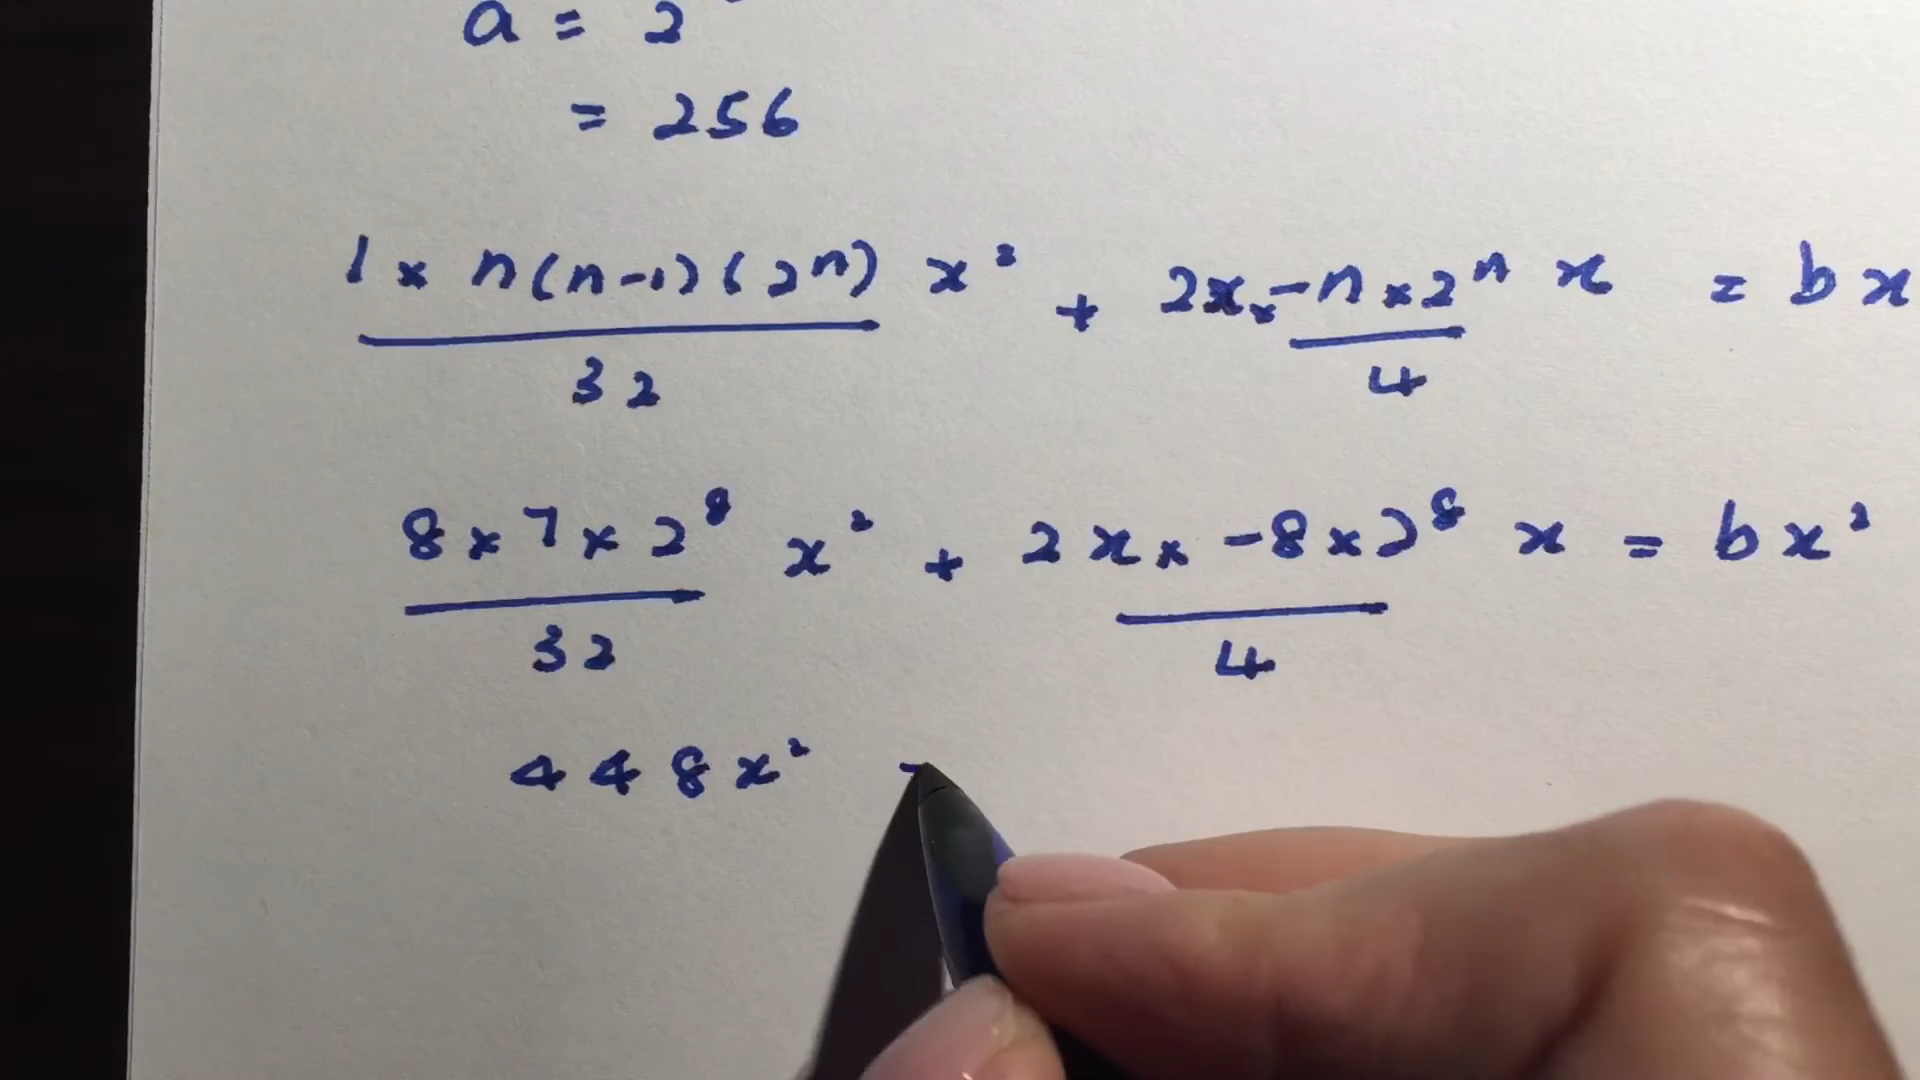 a = 2
= 256
1 × n(n-1)(2ⁿ)/32 x² + 2x × -n×2ⁿ/4 x = bx
8×7×2⁸/32 x² + 2x × -8×2⁸/4 x = bx²
448x² -